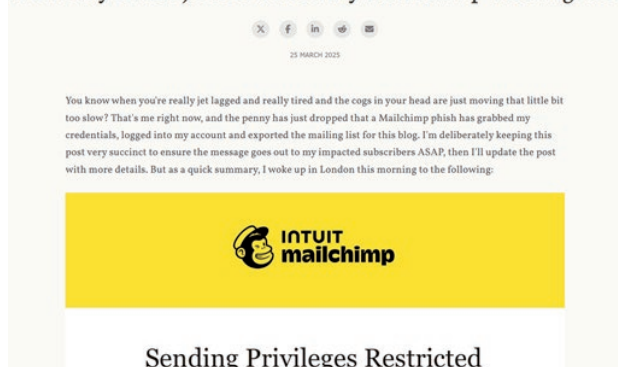 25 MARCH 2025
You know when you're really jet lagged and really tired and the cogs in your head are just moving that little bit
too slow? That's me right now, and the penny has just dropped that a Mailchimp phish has grabbed my
credentials, logged into my account and exported the mailing list for this blog. I'm deliberately keeping this
post very succinct to ensure the message goes out to my impacted subscribers ASAP, then I'll update the post
with more details. But as a quick summary, I woke up in London this morning to the following:
INTUIT
mailchimp
Sending Privileges Restricted